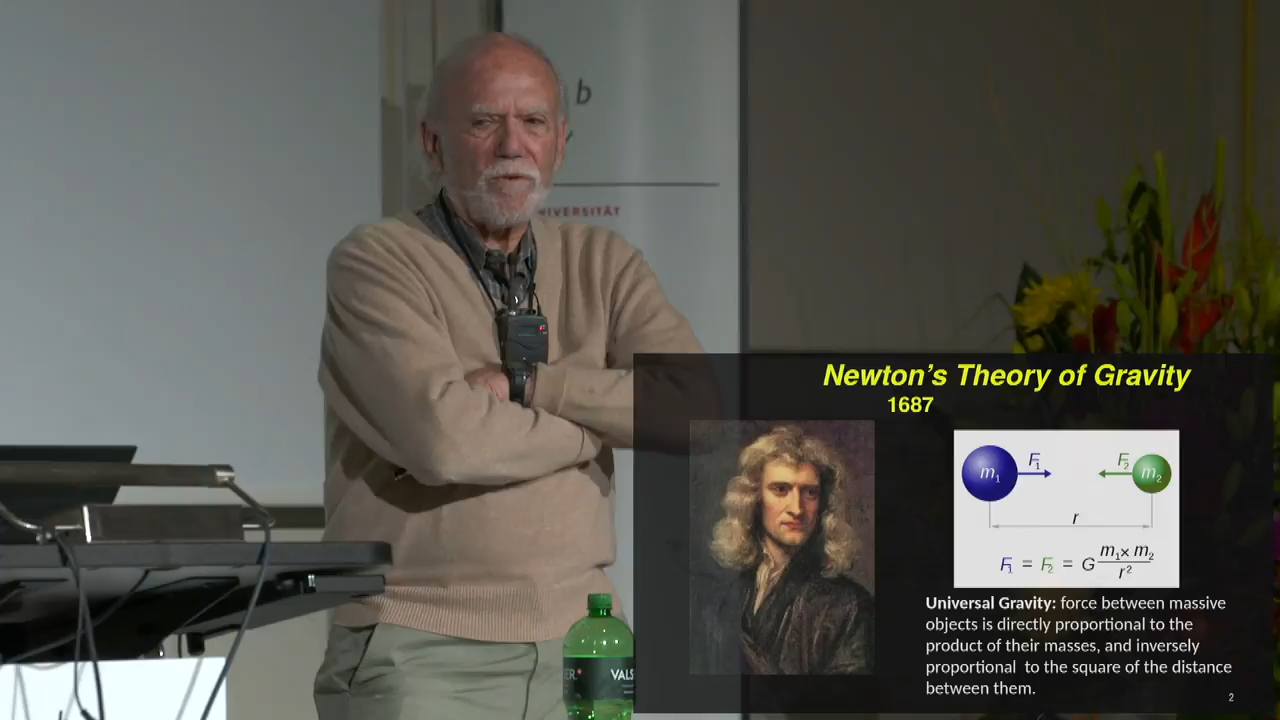 b
UNIVERSITÄT
VALS
Newton's Theory of Gravity
1687
m₁ F₁ F₂ m₂
r
F₁ = F₂ = G m₁ × m₂ / r²
Universal Gravity: force between massive
objects is directly proportional to the
product of their masses, and inversely
proportional to the square of the distance
between them.
2